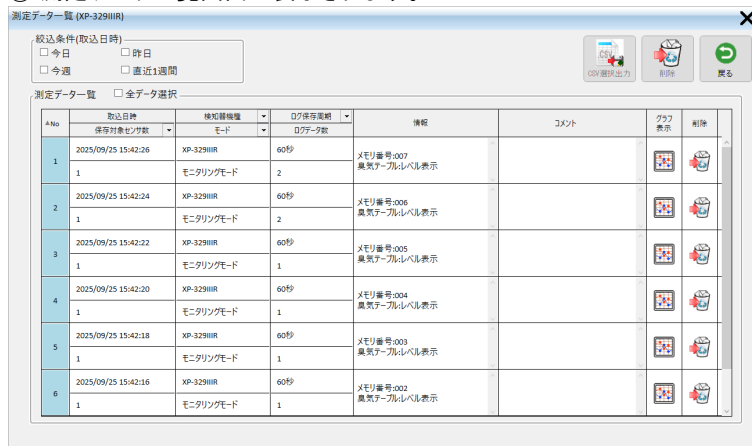 測定データ一覧 (XP-329IIIR)
絞込条件(取込日時)
今日 昨日
今週 直近1週間
CSV選択出力 削除 戻る
測定データ一覧 全データ選択
No 取込日時 検知器機種 ログ保存周期 情報 コメント グラフ表示 削除
保存対象センサ数 モード ログデータ数
1 2025/09/25 15:42:26 XP-329IIIR 60秒 メモリ番号:007
臭気テーブル:レベル表示
1 モニタリングモード 2
2 2025/09/25 15:42:24 XP-329IIIR 60秒 メモリ番号:006
臭気テーブル:レベル表示
1 モニタリングモード 2
3 2025/09/25 15:42:22 XP-329IIIR 60秒 メモリ番号:005
臭気テーブル:レベル表示
1 モニタリングモード 1
4 2025/09/25 15:42:20 XP-329IIIR 60秒 メモリ番号:004
臭気テーブル:レベル表示
1 モニタリングモード 1
5 2025/09/25 15:42:18 XP-329IIIR 60秒 メモリ番号:003
臭気テーブル:レベル表示
1 モニタリングモード 1
6 2025/09/25 15:42:16 XP-329IIIR 60秒 メモリ番号:002
臭気テーブル:レベル表示
1 モニタリングモード 1